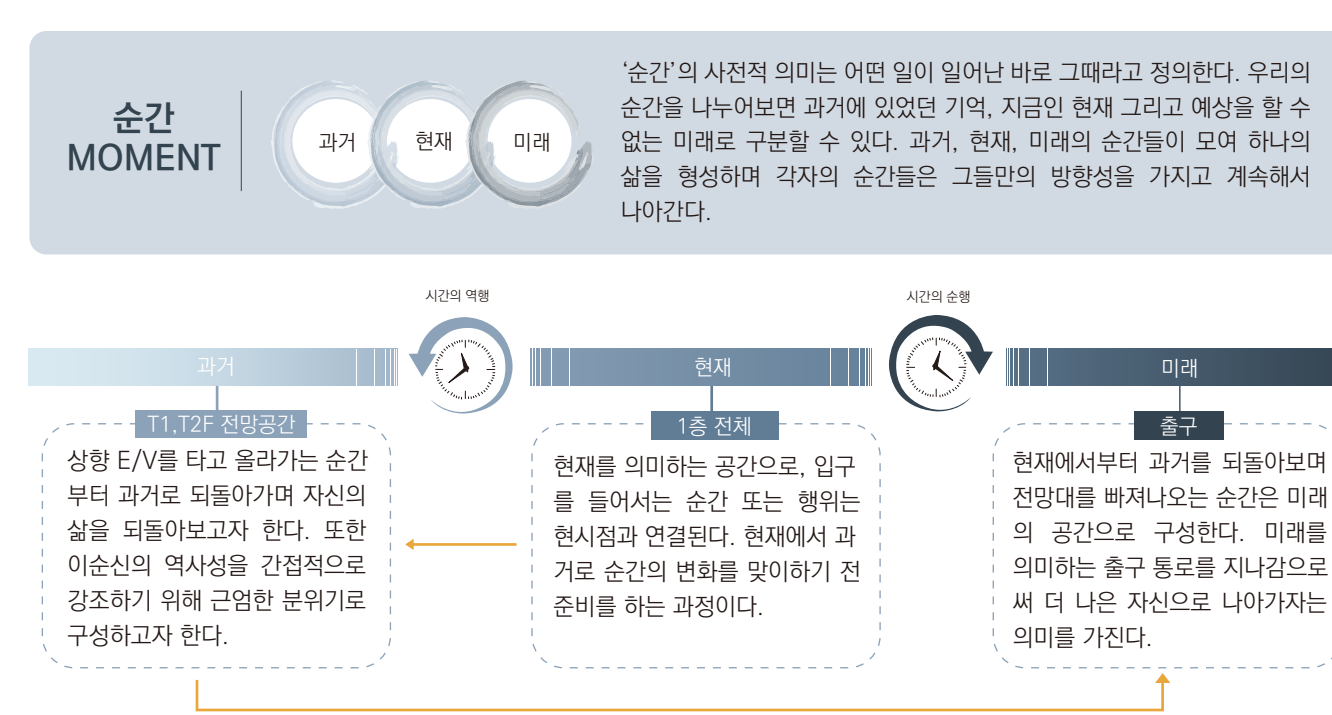 순간
MOMENT
과거
현재
미래
‘순간’의 사전적 의미는 어떤 일이 일어난 바로 그때라고 정의한다. 우리의
순간을 나누어보면 과거에 있었던 기억, 지금인 현재 그리고 예상을 할 수
없는 미래로 구분할 수 있다. 과거, 현재, 미래의 순간들이 모여 하나의
삶을 형성하며 각자의 순간들은 그들만의 방향성을 가지고 계속해서
나아간다.
시간의 역행
시간의 순행
과거
현재
미래
T1,T2F 전망공간
상향 E/V를 타고 올라가는 순간
부터 과거로 되돌아가며 자신의
삶을 되돌아보고자 한다. 또한
이순신의 역사성을 간접적으로
강조하기 위해 근엄한 분위기로
구성하고자 한다.
1층 전체
현재를 의미하는 공간으로, 입구
를 들어서는 순간 또는 행위는
현시점과 연결된다. 현재에서 과
거로 순간의 변화를 맞이하기 전
준비를 하는 과정이다.
출구
현재에서부터 과거를 되돌아보며
전망대를 빠져나오는 순간은 미래
의 공간으로 구성한다. 미래를
의미하는 출구 통로를 지나감으로
써 더 나은 자신으로 나아가자는
의미를 가진다.